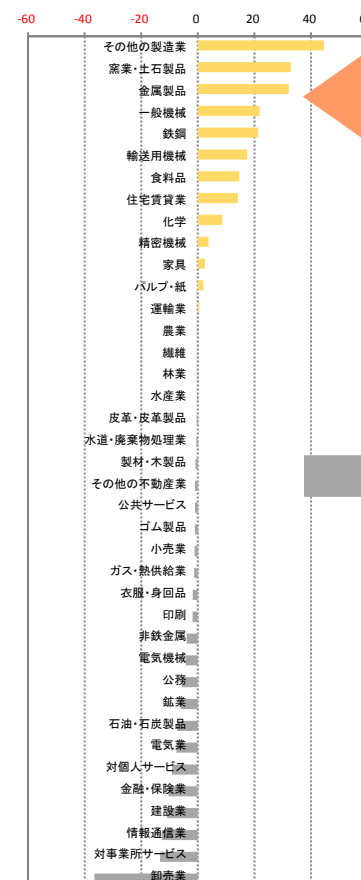 -60 -40 -20 0 20 40
その他の製造業
窯業・土石製品
金属製品
一般機械
鉄鋼
輸送用機械
食料品
住宅賃貸業
化学
精密機械
家具
パルプ・紙
運輸業
農業
繊維
林業
水産業
皮革・皮革製品
水道・廃棄物処理業
製材・木製品
その他の不動産業
公共サービス
ゴム製品
小売業
ガス・熱供給業
衣服・身回品
印刷
非鉄金属
電気機械
公務
鉱業
石油・石炭製品
電気業
対個人サービス
金融・保険業
建設業
情報通信業
対事業所サービス
卸売業